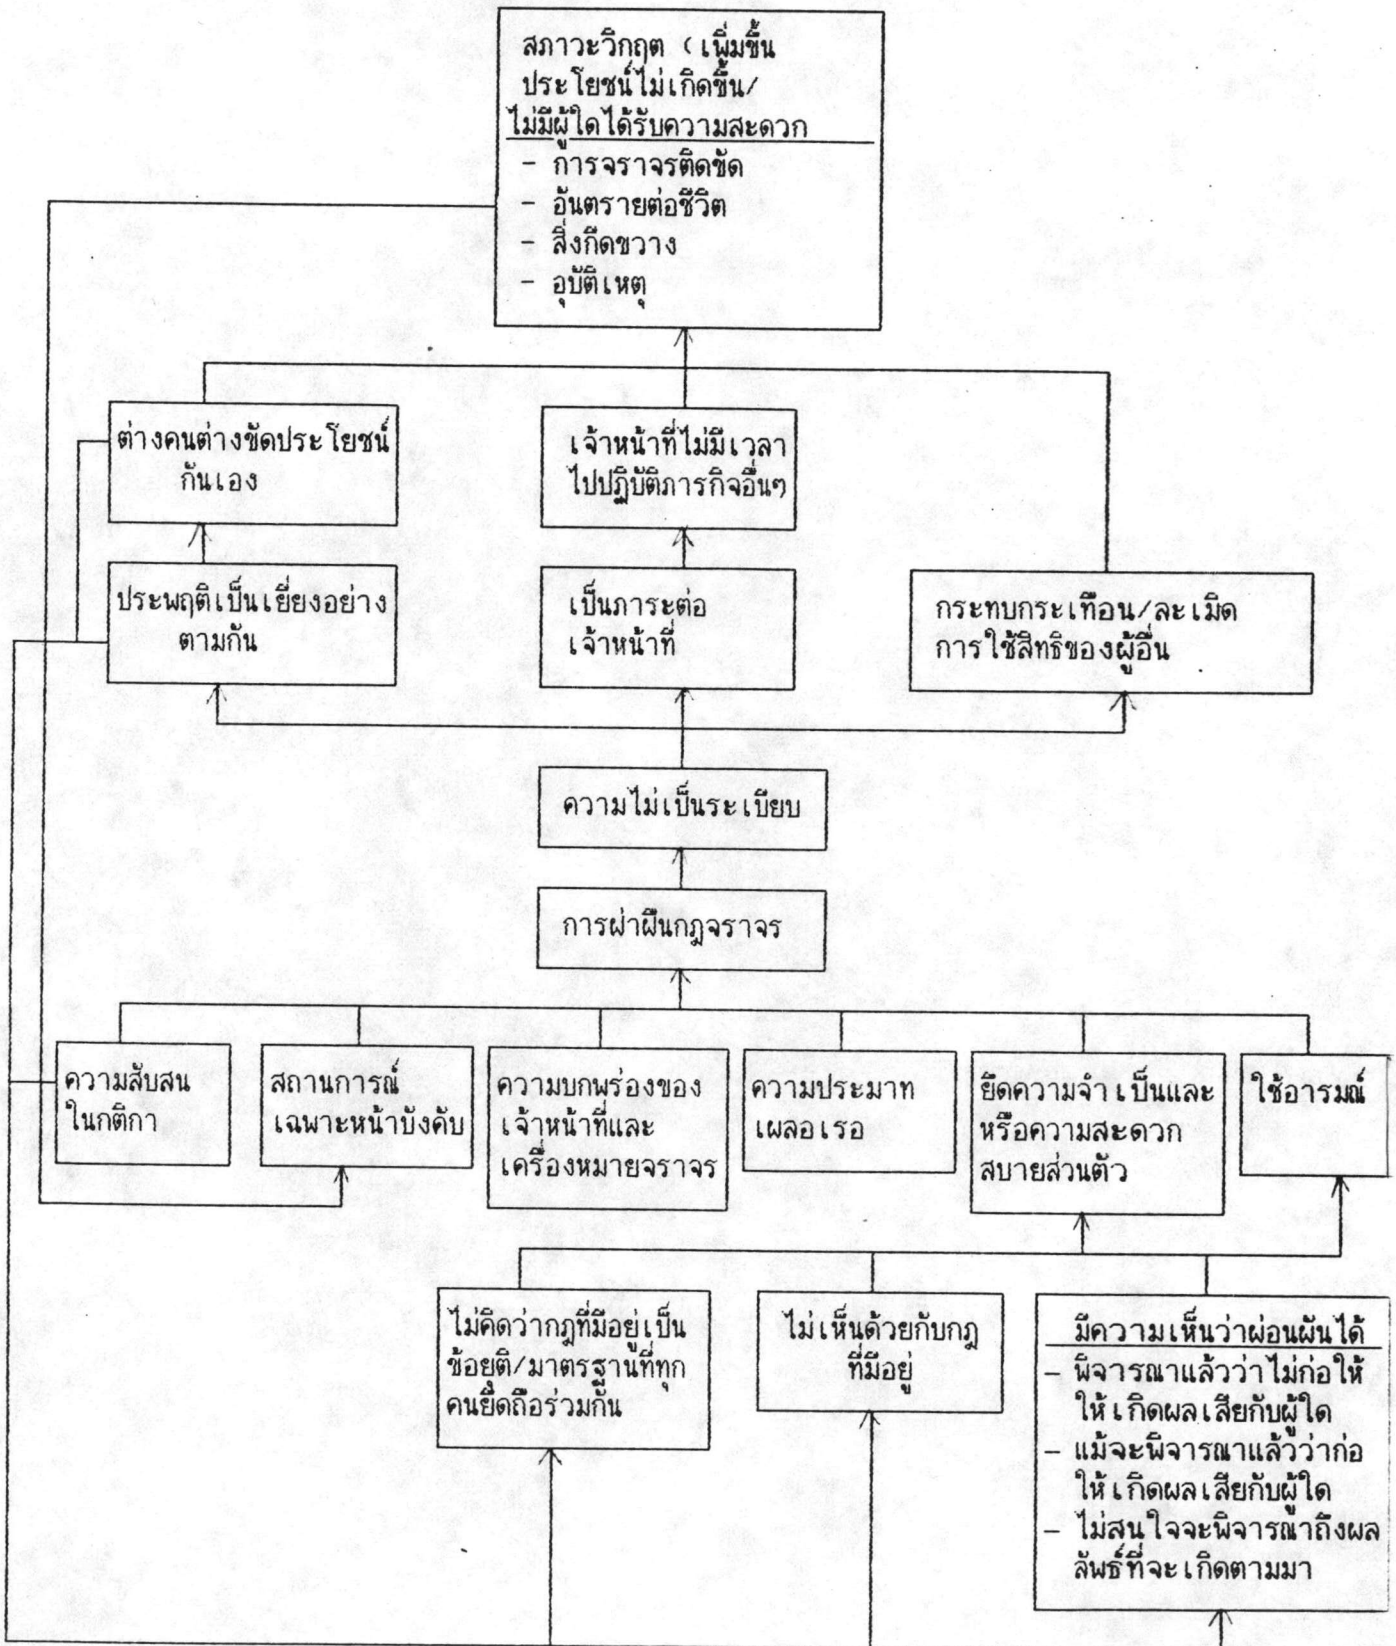 สภาวะวิกฤต (เพิ่มขึ้น
ประโยชน์ไม่เกิดขึ้น/
ไม่มีผู้ใดได้รับความสะดวก
- การจราจรติดขัด
- อันตรายต่อชีวิต
- สิ่งกีดขวาง
- อุบัติเหตุ
ต่างคนต่างขัดประโยชน์
กันเอง
เจ้าหน้าที่ไม่มีเวลา
ไปปฏิบัติภารกิจอื่นๆ
ประพฤติเป็นเยี่ยงอย่าง
ตามกัน
เป็นภาระต่อ
เจ้าหน้าที่
กระทบกระเทือน/ละเมิด
การใช้สิทธิของผู้อื่น
ความไม่เป็นระเบียบ
การฝ่าฝืนกฎจราจร
ความสับสน
ในกติกา
สถานการณ์
เฉพาะหน้าบังคับ
ความบกพร่องของ
เจ้าหน้าที่และ
เครื่องหมายจราจร
ความประมาท
เผลอเรอ
ยึดความจำเป็นและ
หรือความสะดวก
สบายส่วนตัว
ใช้อารมณ์
ไม่คิดว่ากฎที่มีอยู่เป็น
ข้อยุติ/มาตรฐานที่ทุก
คนยึดถือร่วมกัน
ไม่เห็นด้วยกับกฎ
ที่มีอยู่
มีความเห็นว่าผ่อนผันได้
- พิจารณาแล้วว่าไม่ก่อให้
ให้เกิดผลเสียกับผู้ใด
- แม้จะพิจารณาแล้วว่าก่อ
ให้เกิดผลเสียกับผู้ใด
- ไม่สนใจจะพิจารณาถึงผล
ลัพธ์ที่จะเกิดตามมา